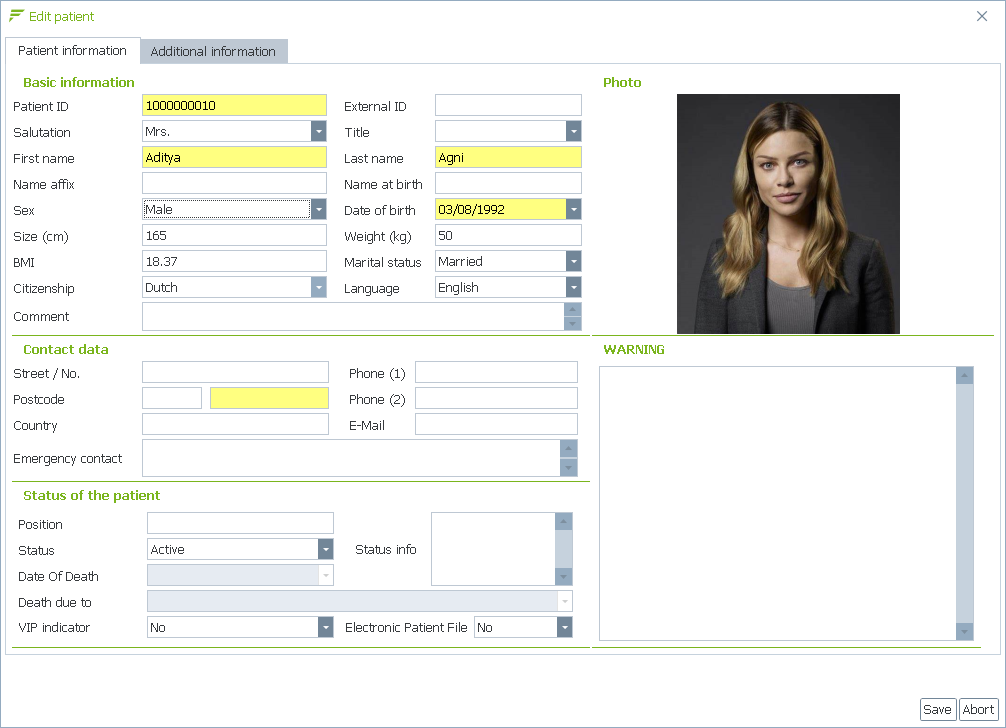 Edit patient
Patient information Additional information
Basic information Photo
Patient ID 1000000010 External ID
Salutation Mrs. Title
First name Aditya Last name Agni
Name affix Name at birth
Sex Male Date of birth 03/08/1992
Size (cm) 165 Weight (kg) 50
BMI 18.37 Marital status Married
Citizenship Dutch Language English
Comment
Contact data WARNING
Street / No. Phone (1)
Postcode Phone (2)
Country E-Mail
Emergency contact
Status of the patient
Position
Status Active Status info
Date Of Death
Death due to
VIP indicator No Electronic Patient File No
Save Abort